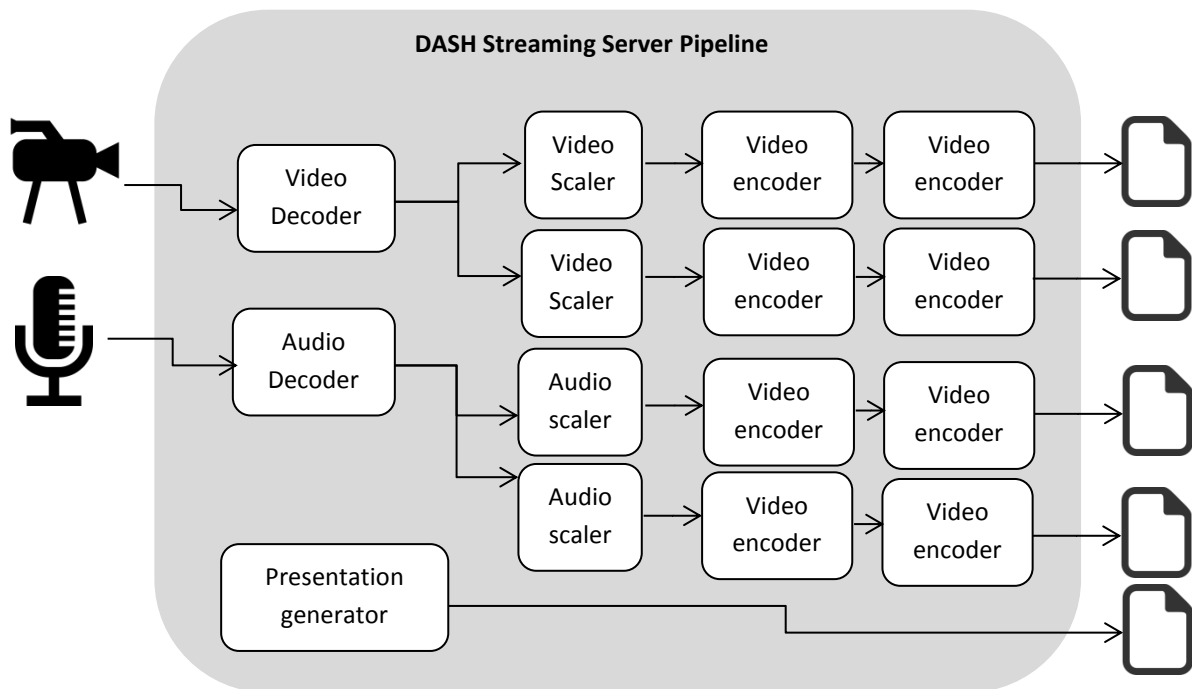 DASH Streaming Server Pipeline
Video
Decoder
Video
Scaler
Video
encoder
Video
encoder
Video
Scaler
Video
encoder
Video
encoder
Audio
Decoder
Audio
scaler
Video
encoder
Video
encoder
Audio
scaler
Video
encoder
Video
encoder
Presentation
generator